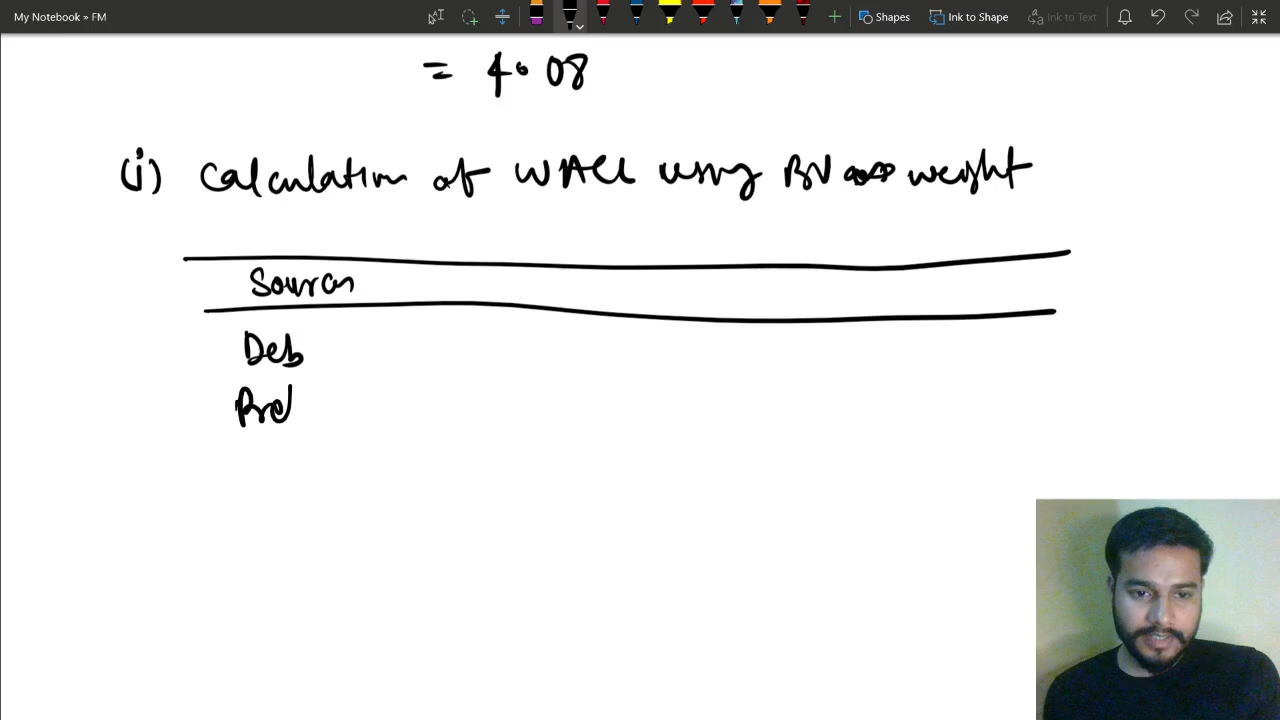 My Notebook » FM
Shapes
Ink to Shape
Ink to Text
= 4.08
(i) Calculation of WACC using BV weight
Sources
Deb
Pref